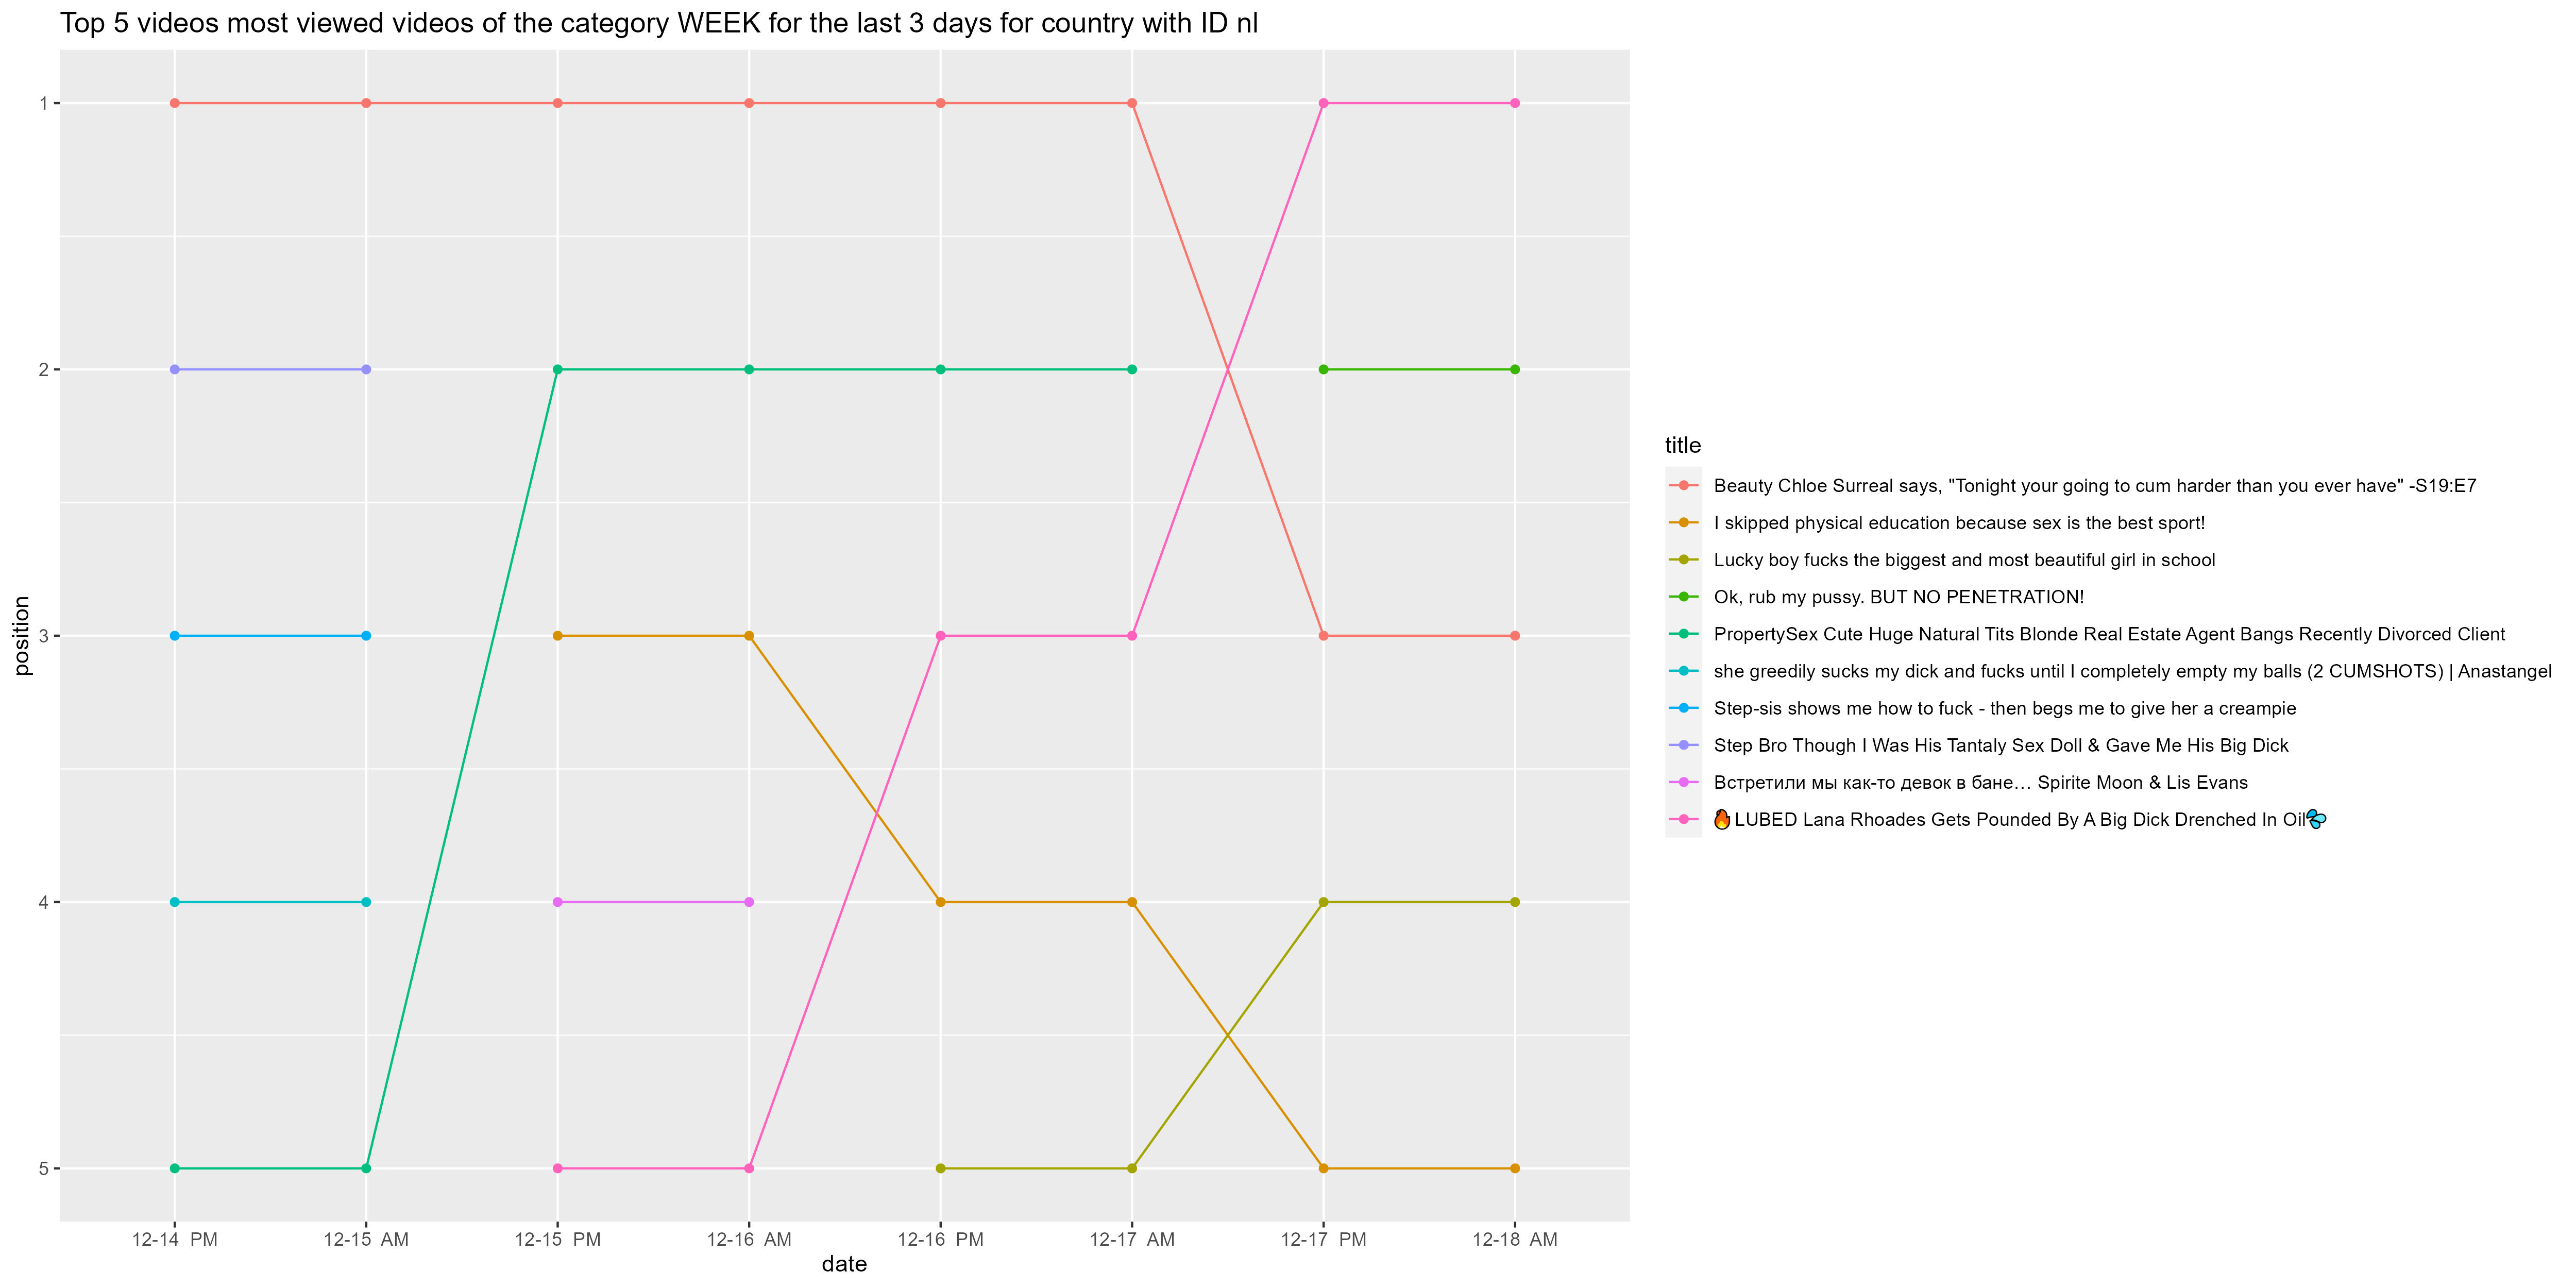 Top 5 videos most viewed videos of the category WEEK for the last 3 days for country with ID nl
position
1
2
3
4
5
12-14 PM
12-15 AM
12-15 PM
12-16 AM
12-16 PM
12-17 AM
12-17 PM
12-18 AM
date
title
Beauty Chloe Surreal says, "Tonight your going to cum harder than you ever have" -S19:E7
I skipped physical education because sex is the best sport!
Lucky boy fucks the biggest and most beautiful girl in school
Ok, rub my pussy. BUT NO PENETRATION!
PropertySex Cute Huge Natural Tits Blonde Real Estate Agent Bangs Recently Divorced Client
she greedily sucks my dick and fucks until I completely empty my balls (2 CUMSHOTS) | Anastangel
Step-sis shows me how to fuck - then begs me to give her a creampie
Step Bro Though I Was His Tantaly Sex Doll & Gave Me His Big Dick
Встретили мы как-то девок в бане… Spirite Moon & Lis Evans
🔥LUBED Lana Rhoades Gets Pounded By A Big Dick Drenched In Oil💦